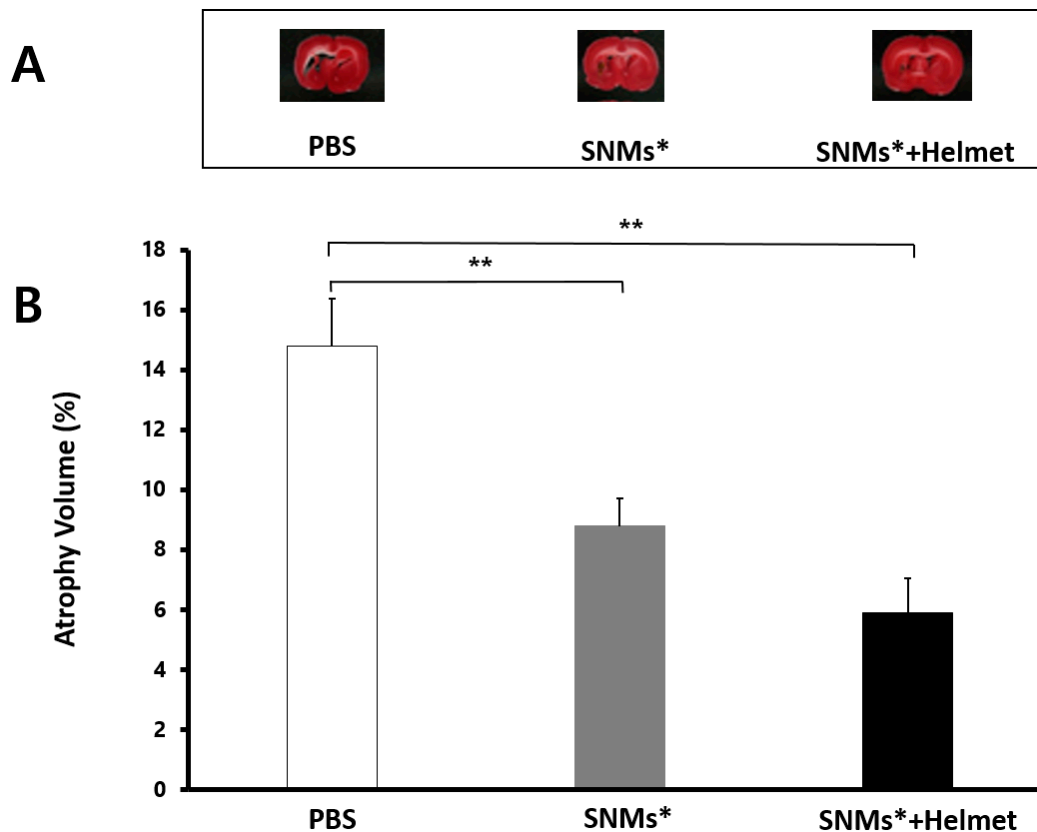 A
PBS
SNMs*
SNMs*+Helmet
B
**
**
18
16
14
12
10
8
6
4
2
0
Atrophy Volume (%)
PBS
SNMs*
SNMs*+Helmet